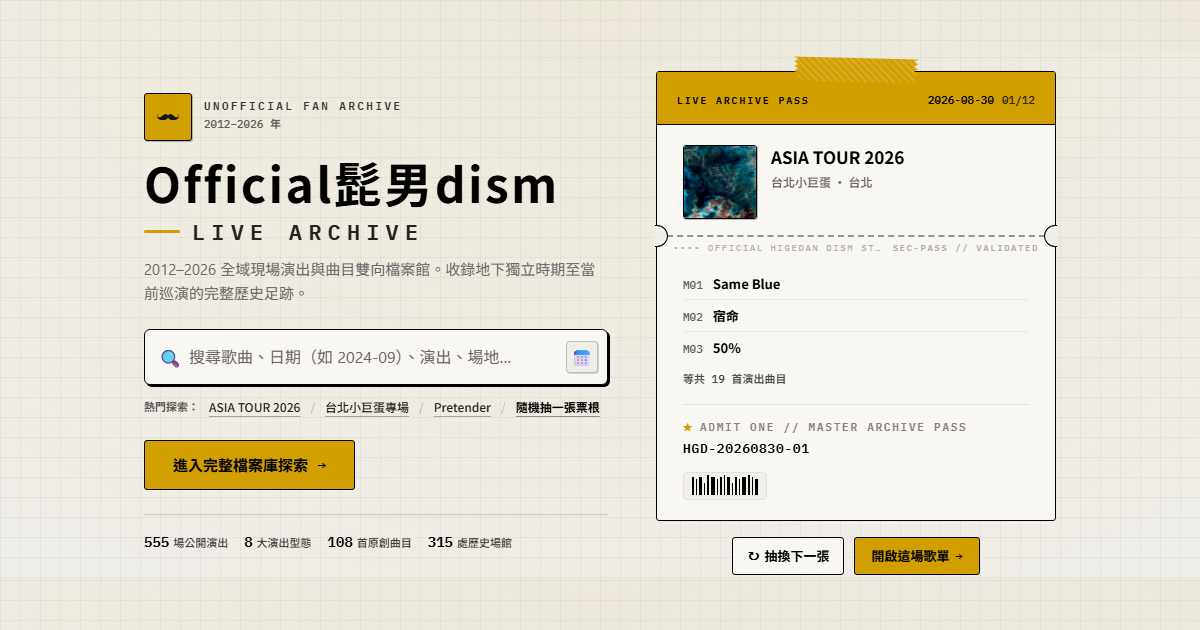 UNOFFICIAL FAN ARCHIVE
2012–2026 年
Official髭男dism
LIVE ARCHIVE
2012–2026 全域現場演出與曲目雙向檔案館。收錄地下獨立時期至當
前巡演的完整歷史足跡。
搜尋歌曲、日期（如 2024-09）、演出、場地...
熱門探索： ASIA TOUR 2026 / 台北小巨蛋專場 / Pretender / 隨機抽一張票根
進入完整檔案庫探索 →
555 場公開演出 8 大演出型態 108 首原創曲目 315 處歷史場館
LIVE ARCHIVE PASS 2026-08-30 01/12
ASIA TOUR 2026
台北小巨蛋 · 台北
OFFICIAL HIGEDAN DISM ST… SEC-PASS // VALIDATED
M01 Same Blue
M02 宿命
M03 50%
等共 19 首演出曲目
★ ADMIT ONE // MASTER ARCHIVE PASS
HGD-20260830-01
↻ 抽換下一張 開啟這場歌單 →